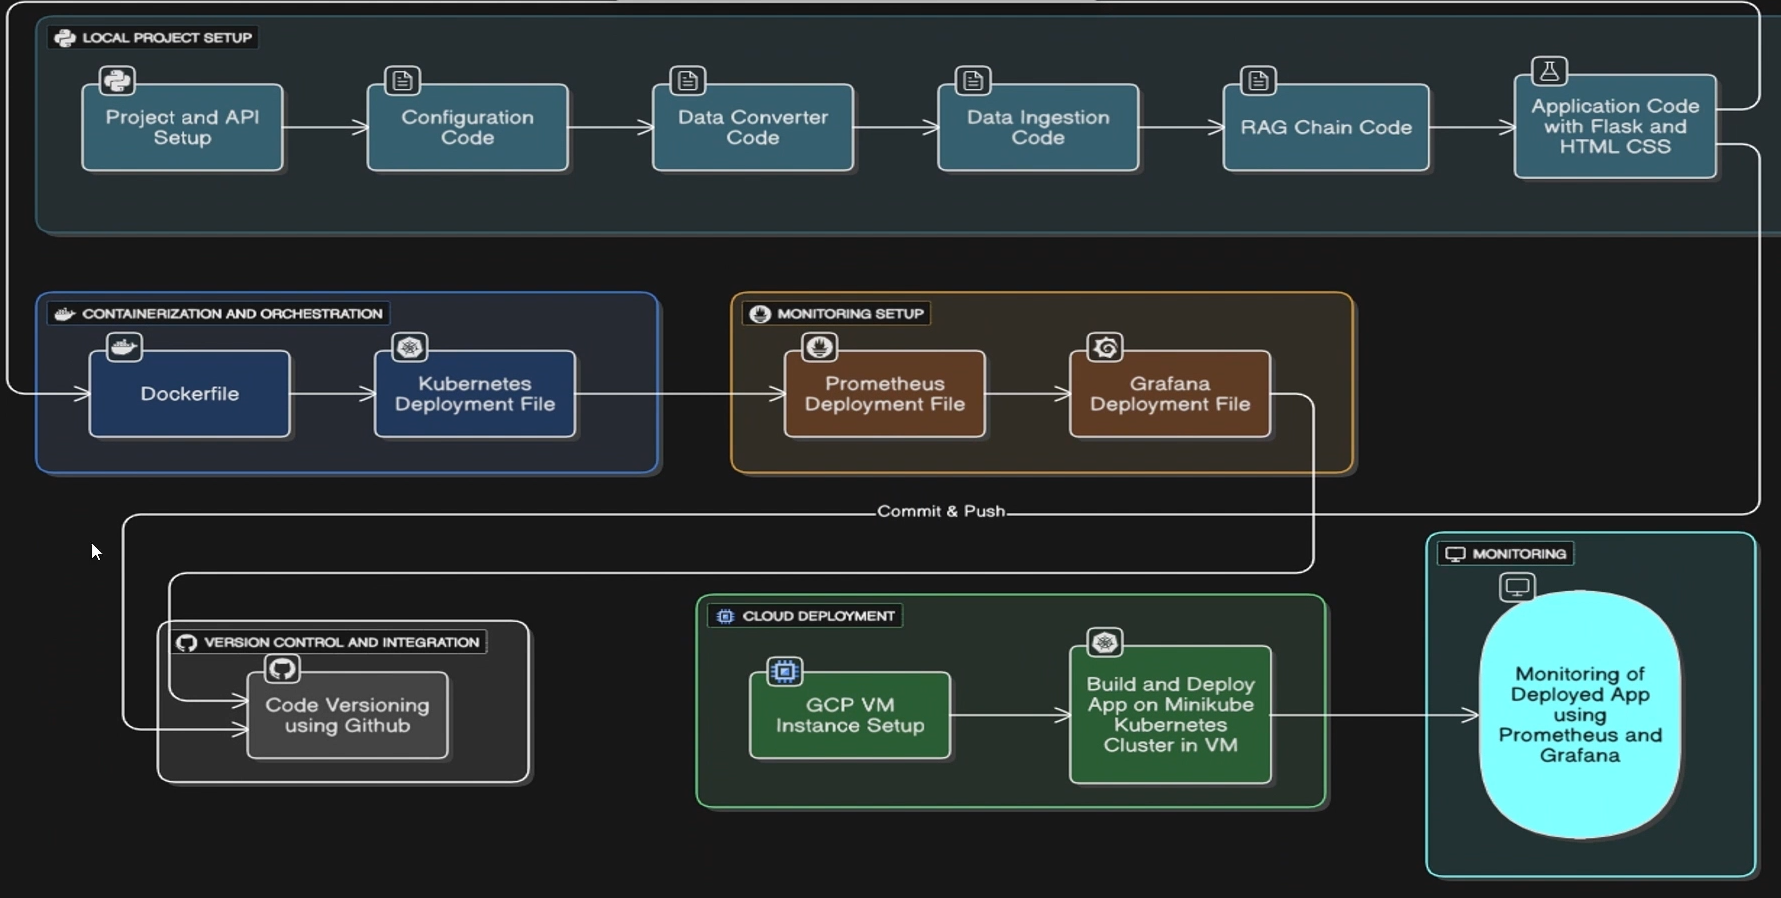 LOCAL PROJECT SETUP
Project and API
Setup
Configuration
Code
Data Converter
Code
Data Ingestion
Code
RAG Chain Code
Application Code
with Flask and
HTML CSS
CONTAINERIZATION AND ORCHESTRATION
Dockerfile
Kubernetes
Deployment File
MONITORING SETUP
Prometheus
Deployment File
Grafana
Deployment File
Commit & Push
VERSION CONTROL AND INTEGRATION
Code Versioning
using Github
CLOUD DEPLOYMENT
GCP VM
Instance Setup
Build and Deploy
App on Minikube
Kubernetes
Cluster in VM
MONITORING
Monitoring of
Deployed App
using
Prometheus and
Grafana